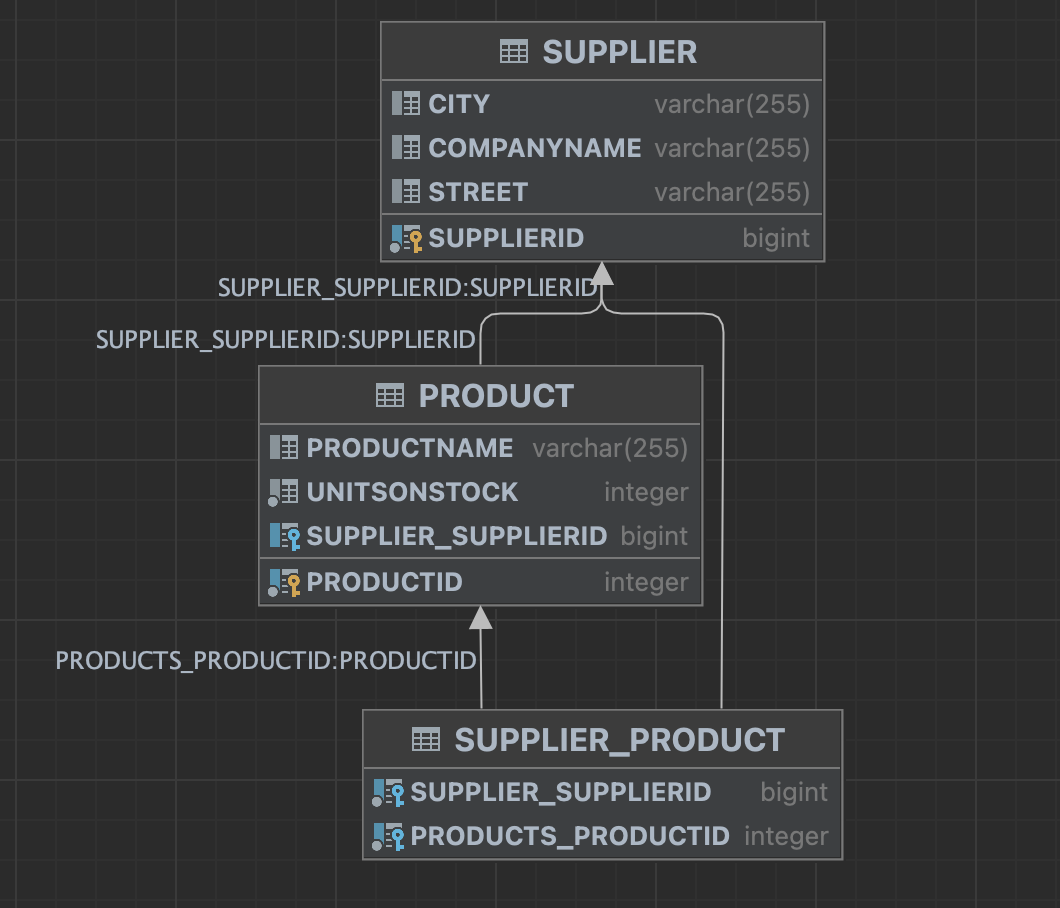 SUPPLIER
CITY varchar(255)
COMPANYNAME varchar(255)
STREET varchar(255)
SUPPLIERID bigint
SUPPLIER_SUPPLIERID:SUPPLIERID
SUPPLIER_SUPPLIERID:SUPPLIERID
PRODUCT
PRODUCTNAME varchar(255)
UNITSONSTOCK integer
SUPPLIER_SUPPLIERID bigint
PRODUCTID integer
PRODUCTS_PRODUCTID:PRODUCTID
SUPPLIER_PRODUCT
SUPPLIER_SUPPLIERID bigint
PRODUCTS_PRODUCTID integer